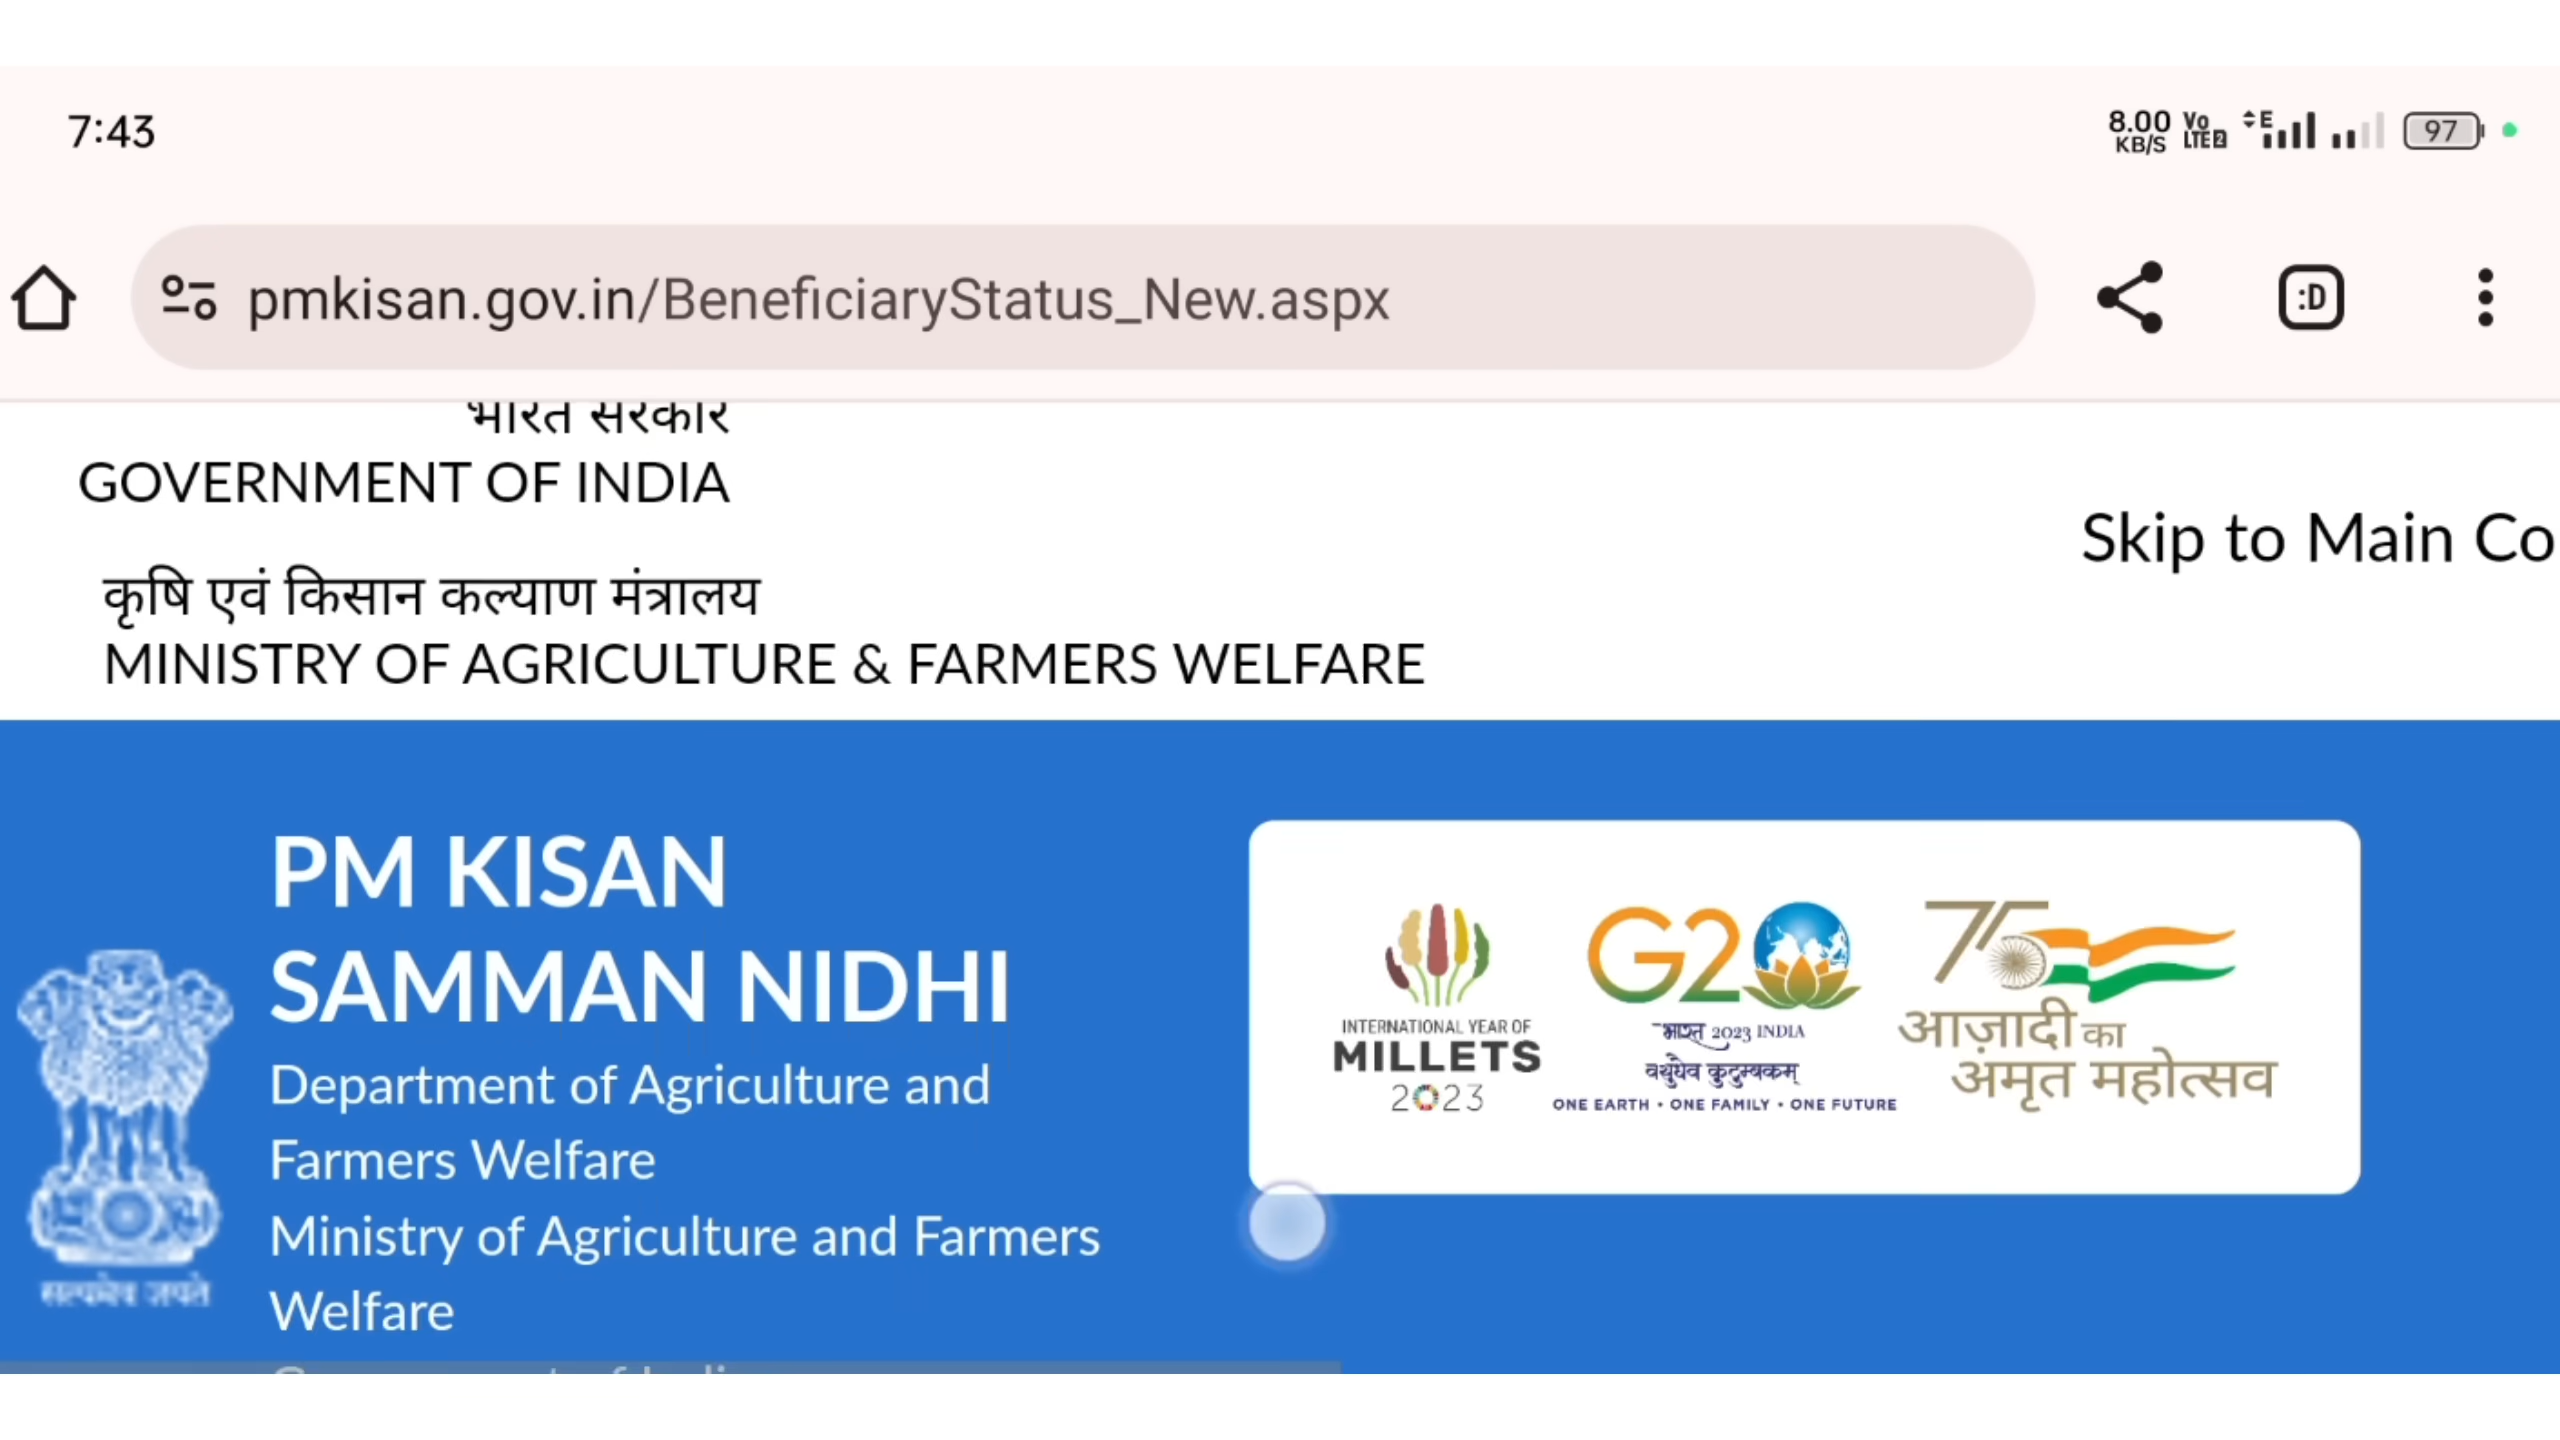 7:43
8.00 KB/S Vo LTE 2 E 97
pmkisan.gov.in/BeneficiaryStatus_New.aspx
:D
भारत सरकार
GOVERNMENT OF INDIA
Skip to Main Co
कृषि एवं किसान कल्याण मंत्रालय
MINISTRY OF AGRICULTURE & FARMERS WELFARE
PM KISAN
SAMMAN NIDHI
Department of Agriculture and
Farmers Welfare
Ministry of Agriculture and Farmers
Welfare
सत्यमेव जयते
INTERNATIONAL YEAR OF
MILLETS
2023
G20
भारत 2023 INDIA
वसुधैव कुटुम्बकम्
ONE EARTH • ONE FAMILY • ONE FUTURE
75
आज़ादी का
अमृत महोत्सव